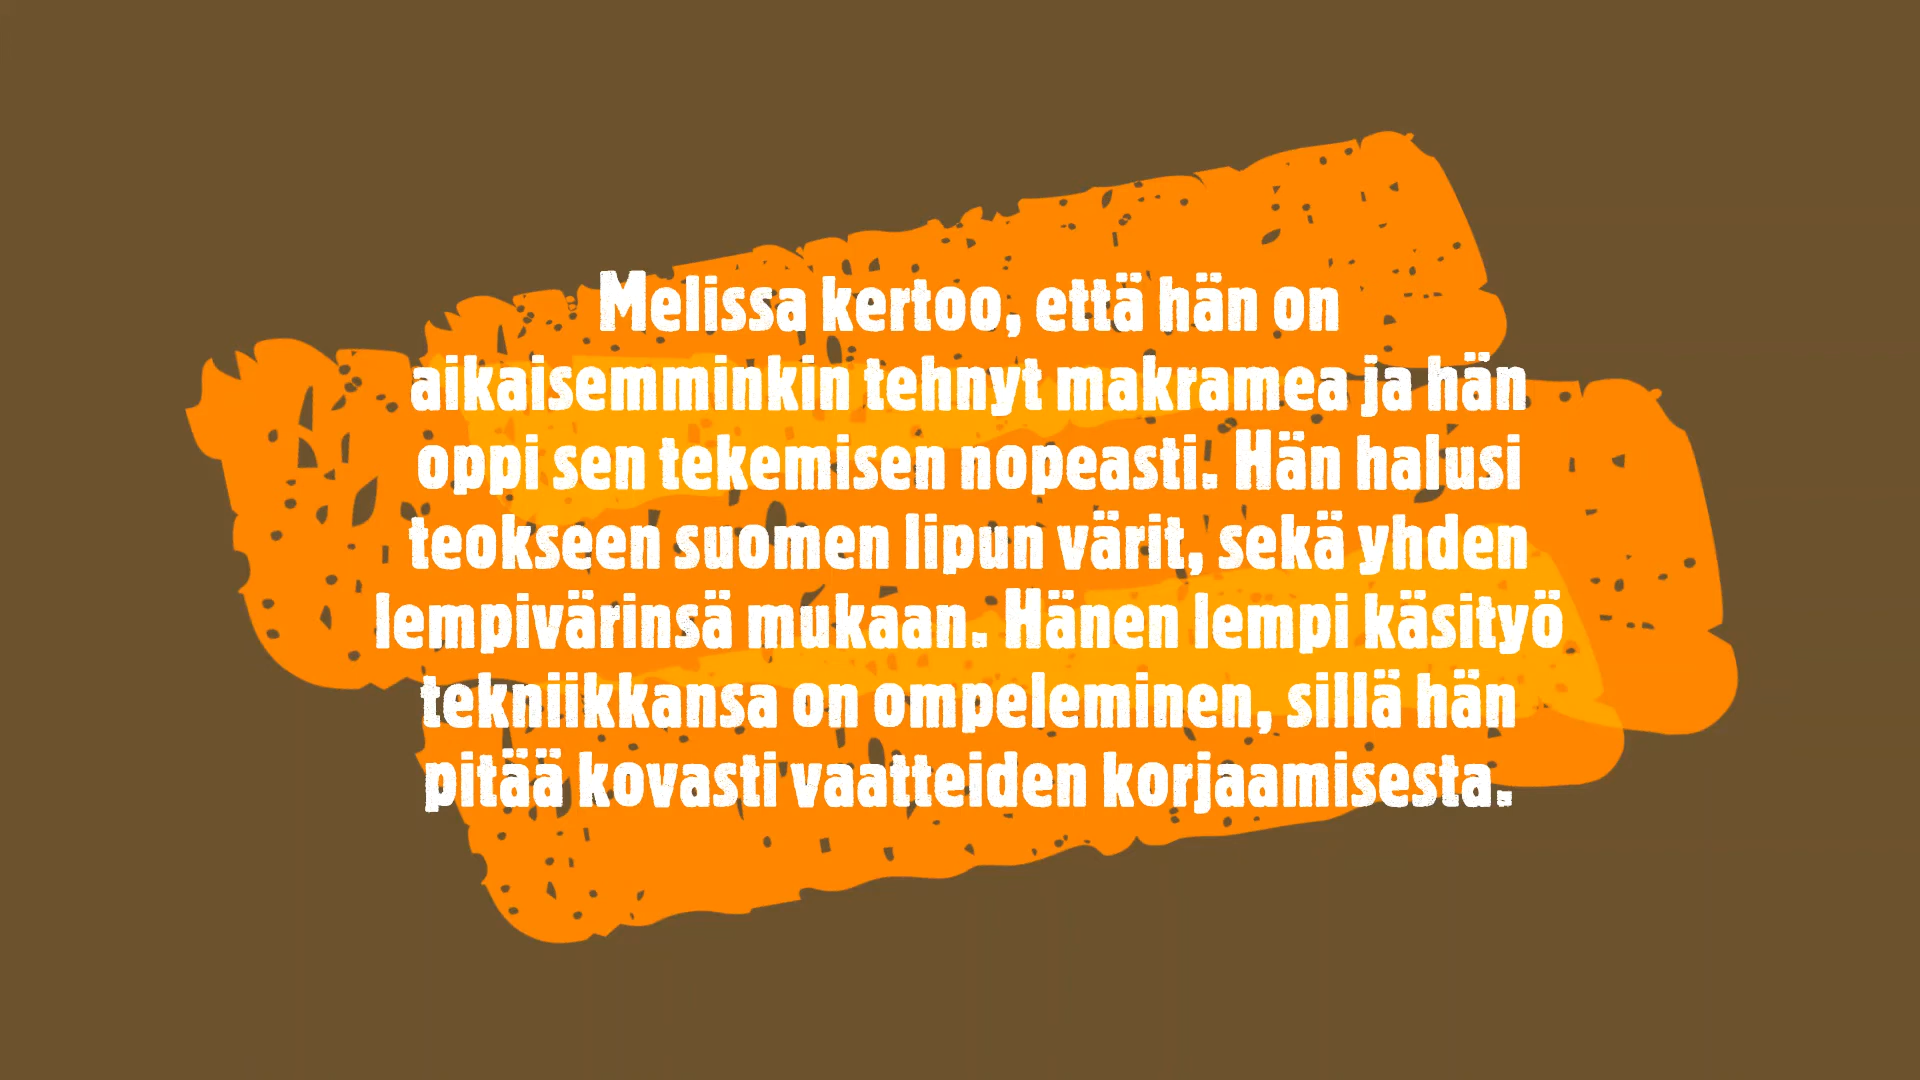 Melissa kertoo, että hän on
aikaisemminkin tehnyt makramea ja hän
oppi sen tekemisen nopeasti. Hän halusi
teokseen suomen lipun värit, sekä yhden
lempivärinsä mukaan. Hänen lempi käsityö
tekniikkansa on ompeleminen, sillä hän
pitää kovasti vaatteiden korjaamisesta.